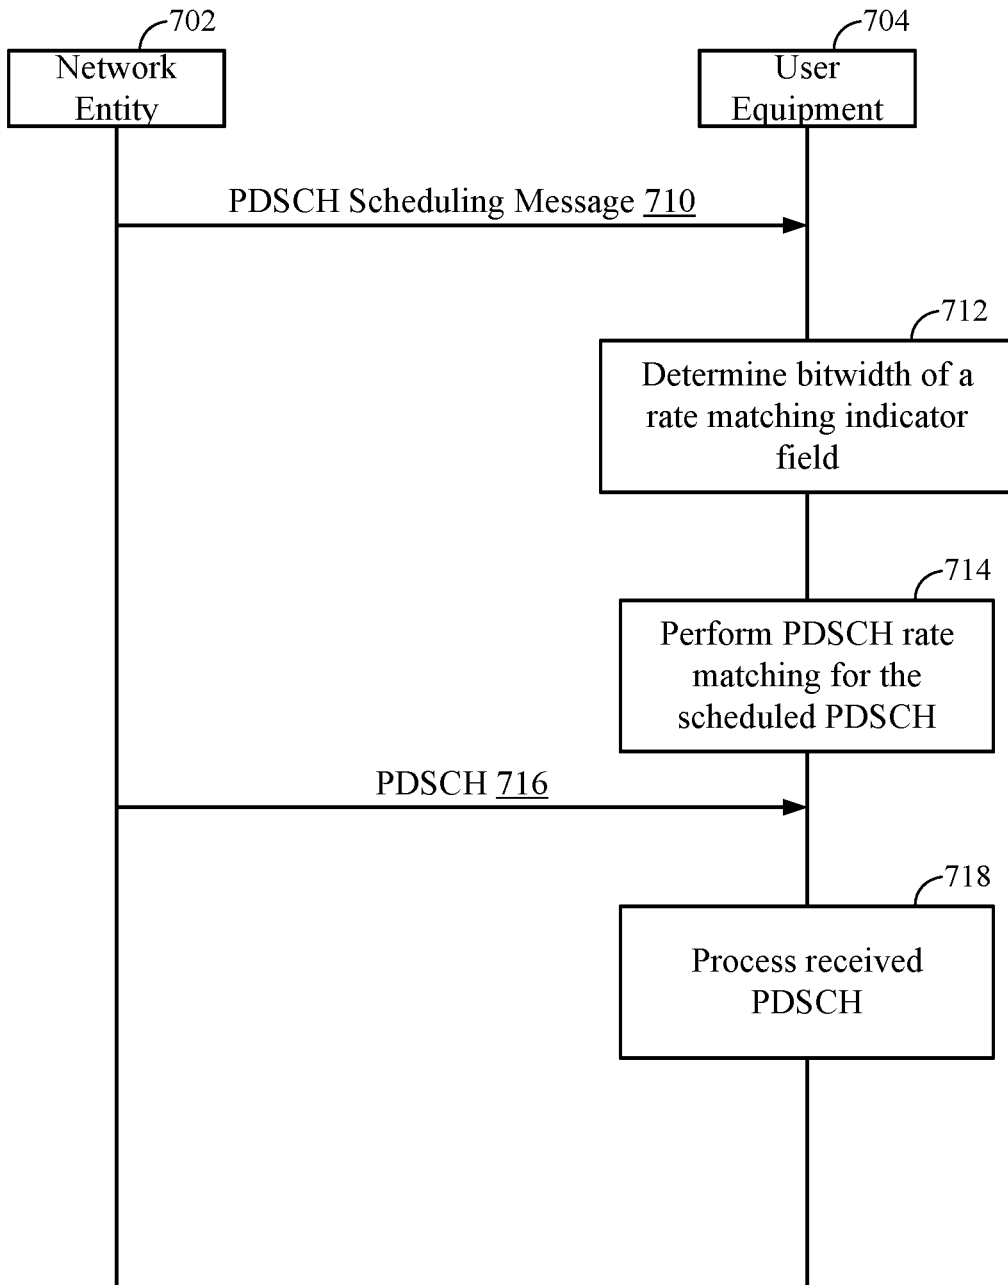 702
704
Network
Entity
User
Equipment
PDSCH Scheduling Message 710
712
Determine bitwidth of a
rate matching indicator
field
714
Perform PDSCH rate
matching for the
scheduled PDSCH
PDSCH 716
718
Process received
PDSCH